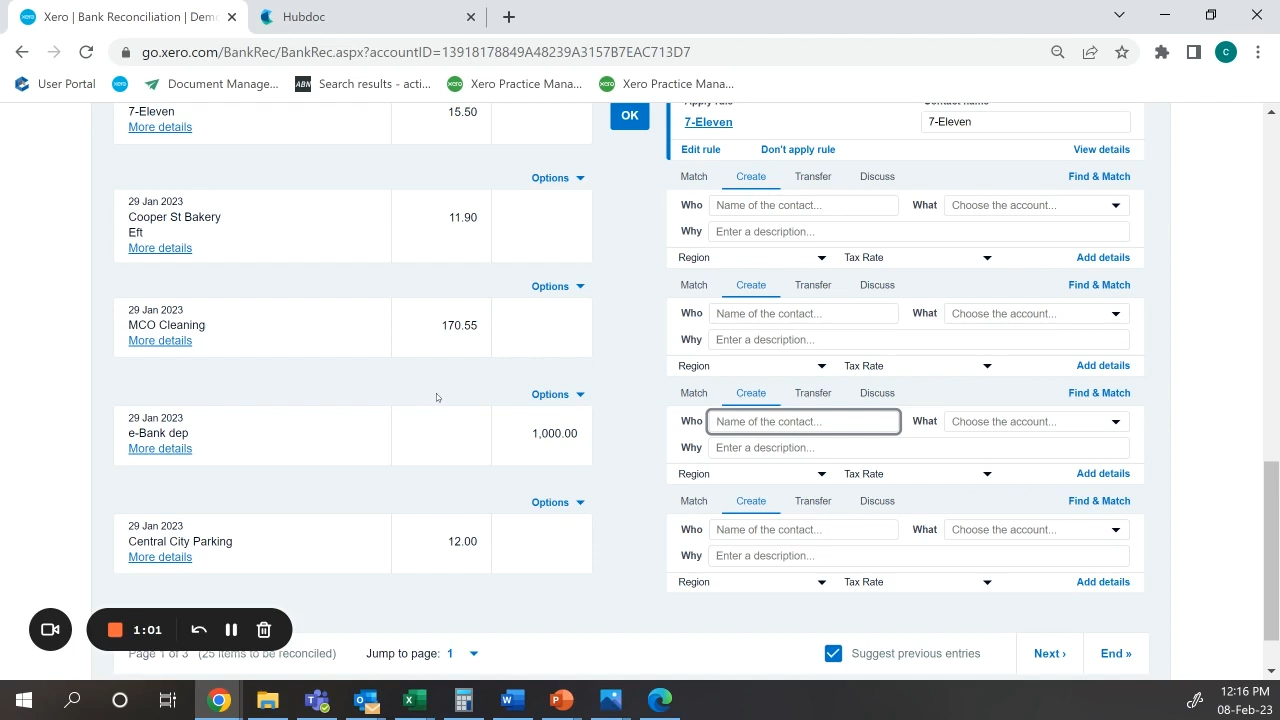 Xero | Bank Reconciliation | Demo
Hubdoc
go.xero.com/BankRec/BankRec.aspx?accountID=13918178849A48239A3157B7EAC713D7
C
User Portal
xero
Document Manage...
ABN
Search results - acti...
xero
Xero Practice Mana...
xero
Xero Practice Mana...
Apply rule
Contact name
7-Eleven
15.50
OK
7-Eleven
7-Eleven
More details
Edit rule
Don't apply rule
View details
Options
Match
Create
Transfer
Discuss
Find & Match
29 Jan 2023
Cooper St Bakery
11.90
Eft
More details
Who
Name of the contact...
What
Choose the account...
Why
Enter a description...
Region
Tax Rate
Add details
Options
Match
Create
Transfer
Discuss
Find & Match
29 Jan 2023
MCO Cleaning
170.55
More details
Who
Name of the contact...
What
Choose the account...
Why
Enter a description...
Region
Tax Rate
Add details
Options
Match
Create
Transfer
Discuss
Find & Match
29 Jan 2023
e-Bank dep
1,000.00
More details
Who
Name of the contact...
What
Choose the account...
Why
Enter a description...
Region
Tax Rate
Add details
Options
Match
Create
Transfer
Discuss
Find & Match
29 Jan 2023
Central City Parking
12.00
More details
Who
Name of the contact...
What
Choose the account...
Why
Enter a description...
Region
Tax Rate
Add details
1:01
Page 1 of 3 (25 items to be reconciled)
Jump to page: 1
Suggest previous entries
Next ›
End »
12:16 PM
08-Feb-23